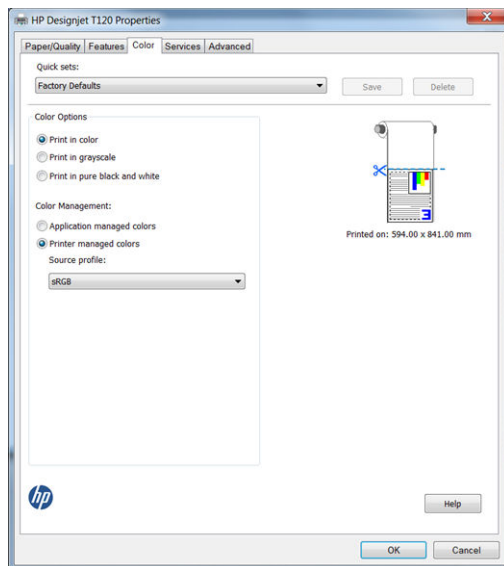 HP Designjet T120 Properties
Paper/Quality Features Color Services Advanced
Quick sets:
Factory Defaults
Save Delete
Color Options
Print in color
Print in grayscale
Print in pure black and white
Color Management:
Application managed colors
Printer managed colors
Source profile:
sRGB
3
Printed on: 594.00 x 841.00 mm
hp
Help
OK Cancel